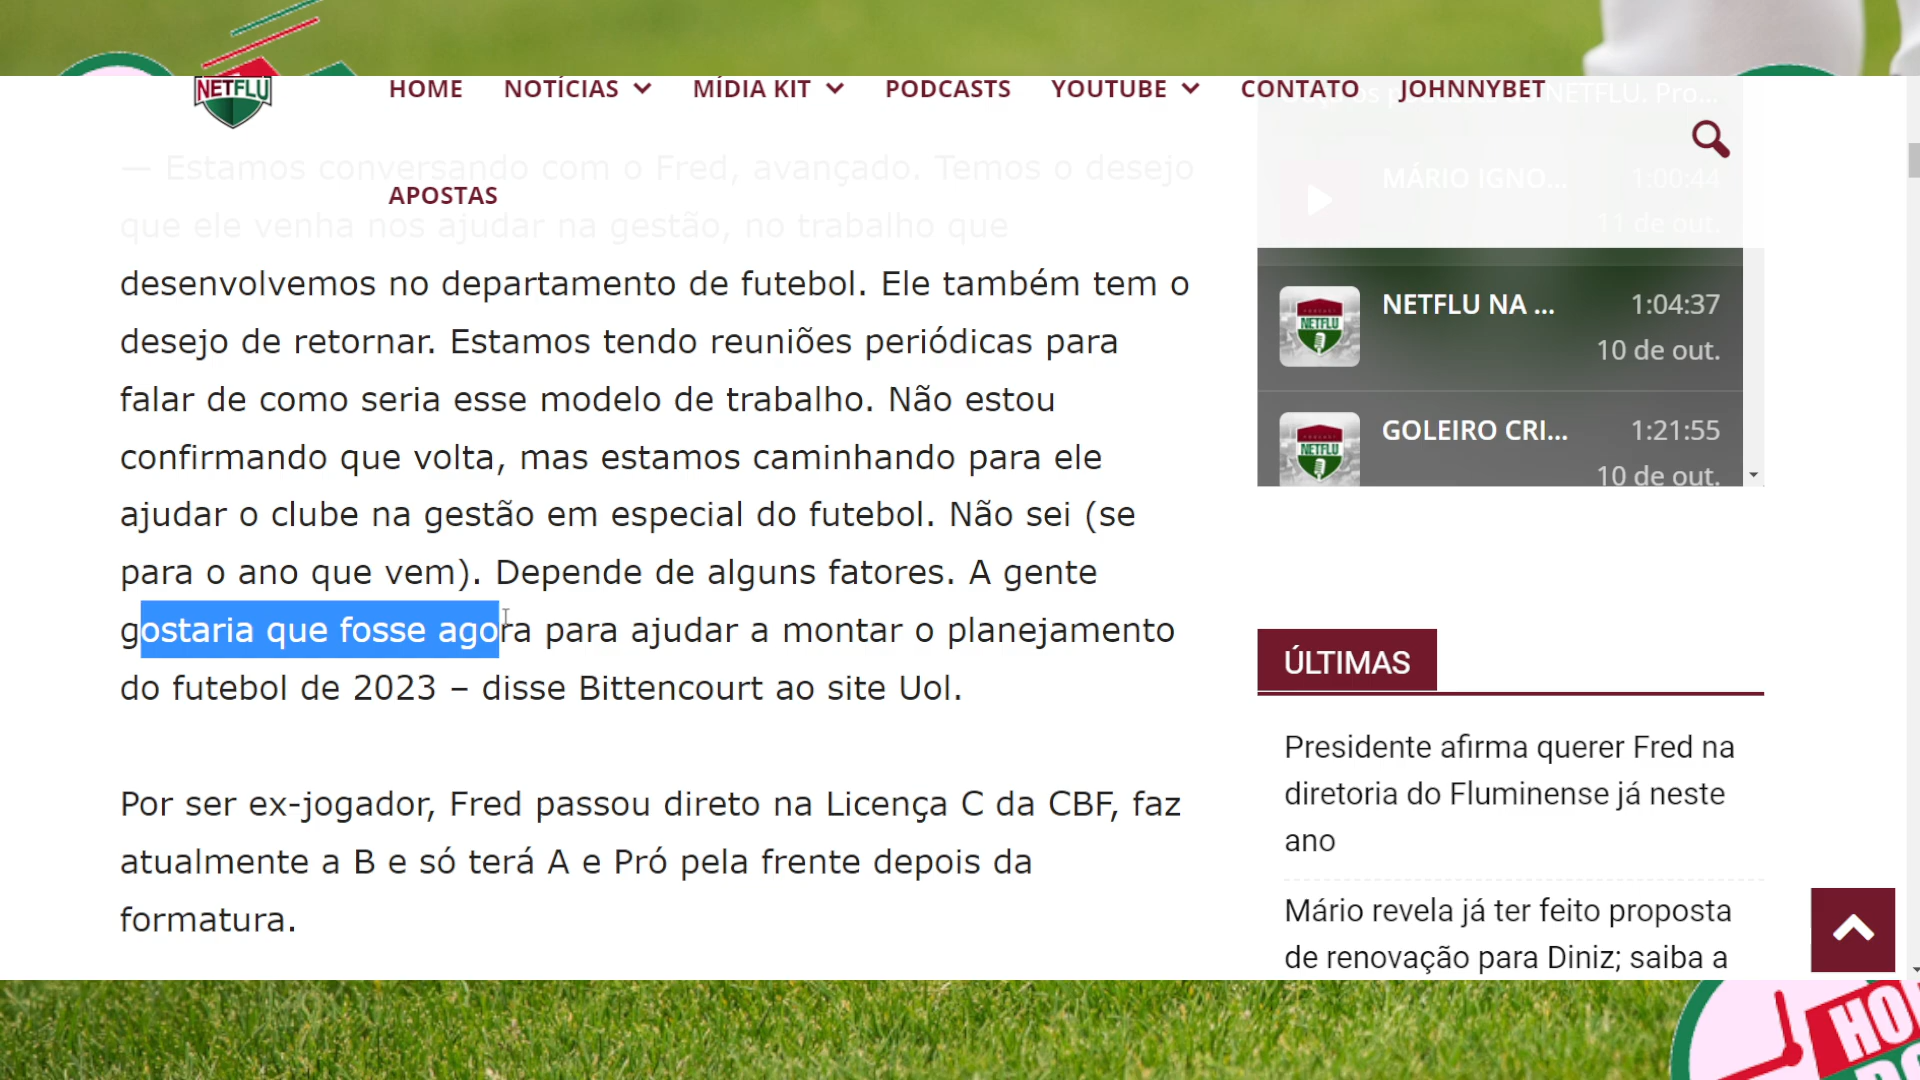 NETFLU
HOME
NOTÍCIAS
MÍDIA KIT
PODCASTS
YOUTUBE
CONTATO
JOHNNYBET
APOSTAS
— Estamos conversando com o Fred, avançado. Temos o desejo
que ele venha nos ajudar na gestão, no trabalho que
desenvolvemos no departamento de futebol. Ele também tem o
desejo de retornar. Estamos tendo reuniões periódicas para
falar de como seria esse modelo de trabalho. Não estou
confirmando que volta, mas estamos caminhando para ele
ajudar o clube na gestão em especial do futebol. Não sei (se
para o ano que vem). Depende de alguns fatores. A gente
gostaria que fosse agora para ajudar a montar o planejamento
do futebol de 2023 – disse Bittencourt ao site Uol.
Por ser ex-jogador, Fred passou direto na Licença C da CBF, faz
atualmente a B e só terá A e Pró pela frente depois da
formatura.
NETFLU. Pro...
MÁRIO IGNO... 1:00:44
11 de out.
NETFLU NA ... 1:04:37
10 de out.
PODCAST
NETFLU
GOLEIRO CRI... 1:21:55
10 de out.
PODCAST
NETFLU
ÚLTIMAS
Presidente afirma querer Fred na
diretoria do Fluminense já neste
ano
Mário revela já ter feito proposta
de renovação para Diniz; saiba a